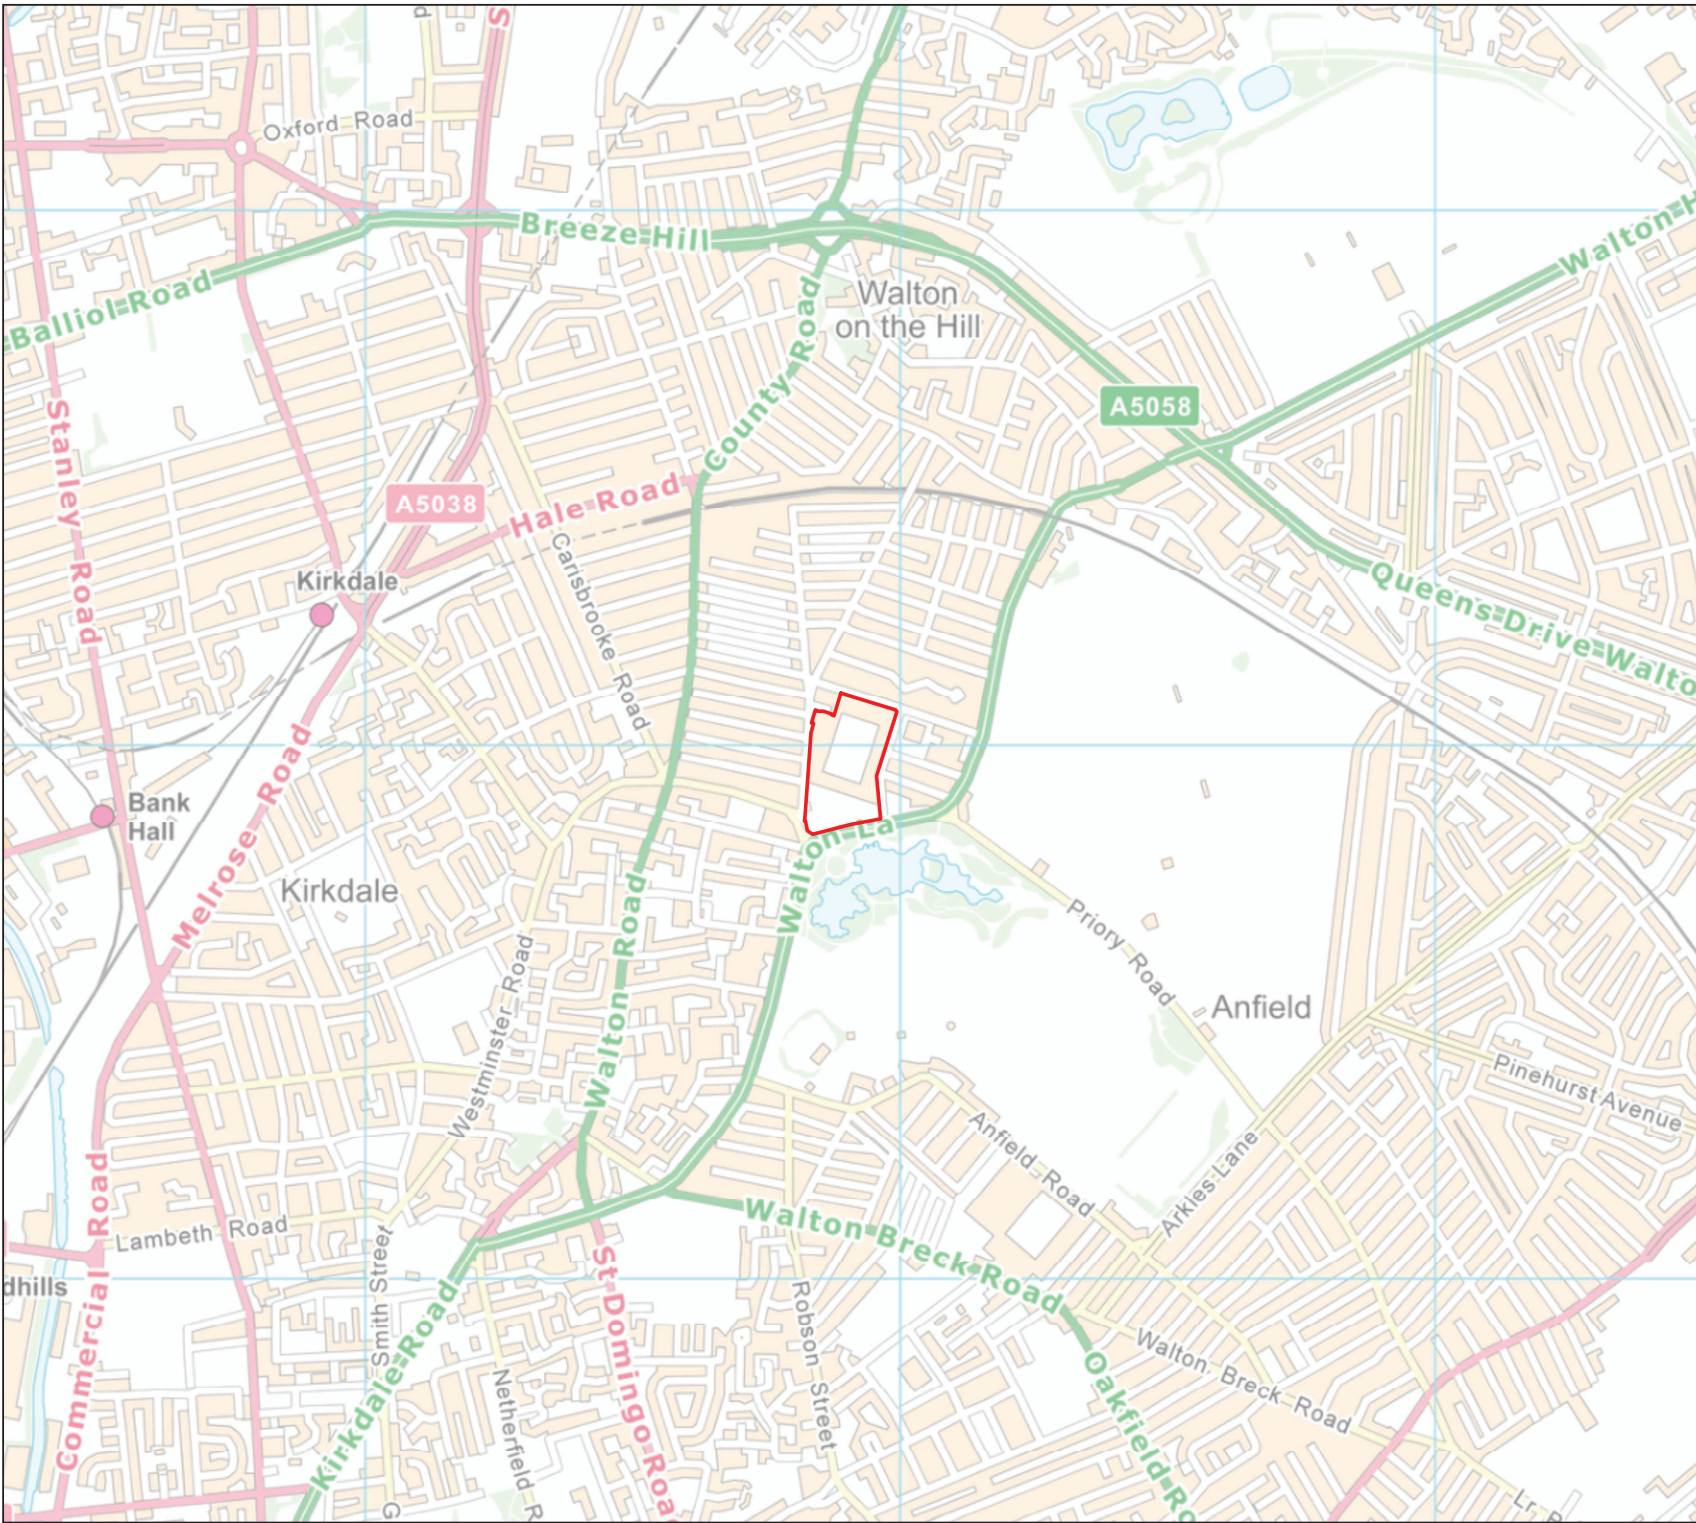 S
d
Oxford Road
Breeze Hill
Walton H
Balliol Road
Walton
on the Hill
County Road
A5058
Stanley Road
A5038
Hale Road
Carlsbrooke Road
Kirkdale
Queens Drive Walto
Melrose Road
Bank
Hall
Walton La
Kirkdale
Walton Road
Westminster Road
Priory Road
Anfield
Pinehurst Avenue
Anfield Road
Arkles Lane
Commercial Road
Lambeth Road
Smith Street
Walton Breck Road
dhills
Kirkdale Road
St Domingo Road
Robson Street
Netherfield R
Walton Breck Road
Oakfield Ro
G
Lr B